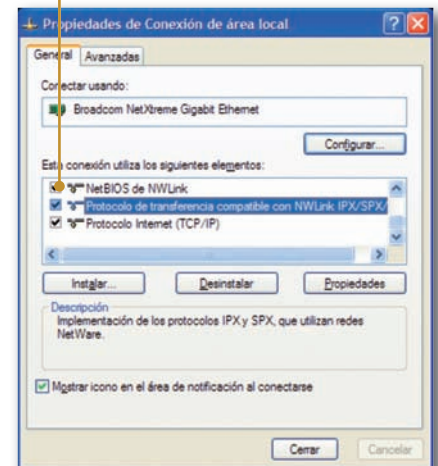 Propiedades de Conexión de área local
General Avanzadas
Conectar usando:
Broadcom NetXtreme Gigabit Ethernet
Configurar...
Esta conexión utiliza los siguientes elementos:
NetBIOS de NWLink
Protocolo de transferencia compatible con NWLink IPX/SPX/
Protocolo Internet (TCP/IP)
Instalar... Desinstalar Propiedades
Descripción
Implementación de los protocolos IPX y SPX, que utilizan redes
NetWare.
Mostrar icono en el área de notificación al conectarse
Cerrar Cancelar